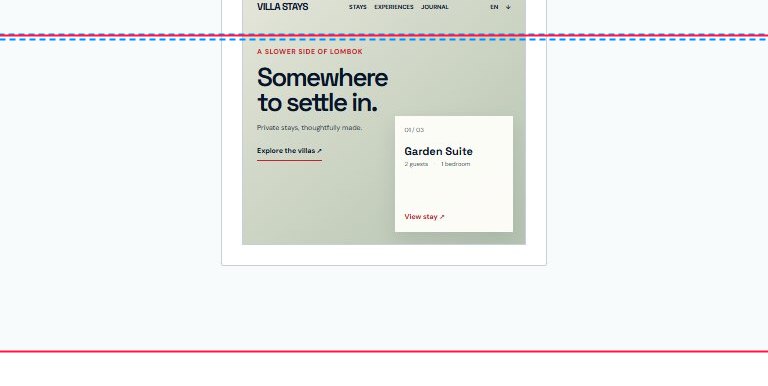 VILLA STAYS STAYS EXPERIENCES JOURNAL EN ↓
A SLOWER SIDE OF LOMBOK
Somewhere
to settle in.
Private stays, thoughtfully made.
Explore the villas ↗
01 / 03
Garden Suite
2 guests · 1 bedroom
View stay ↗